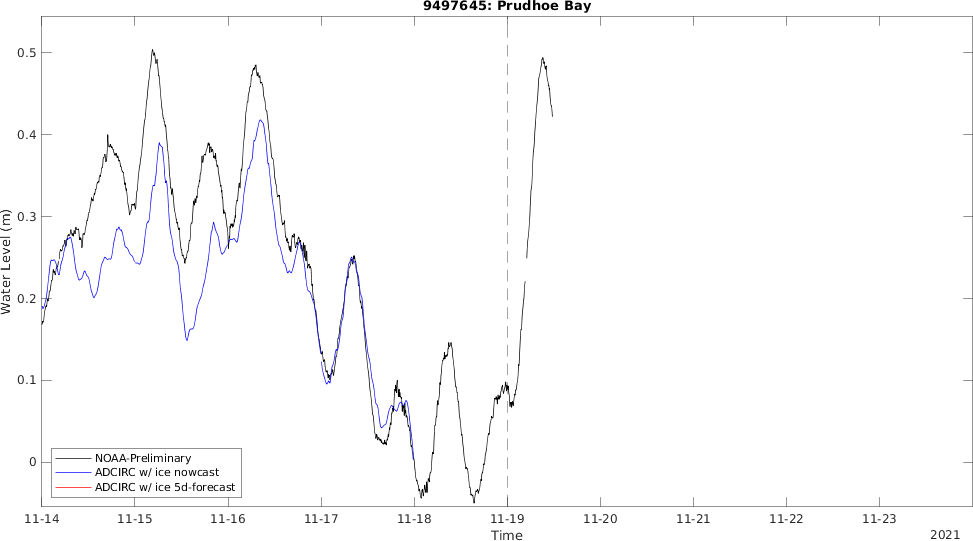 9497645: Prudhoe Bay
Water Level (m)
0.5
0.4
0.3
0.2
0.1
0
NOAA-Preliminary
ADCIRC w/ ice nowcast
ADCIRC w/ ice 5d-forecast
11-14 11-15 11-16 11-17 11-18 11-19 11-20 11-21 11-22 11-23
Time
2021